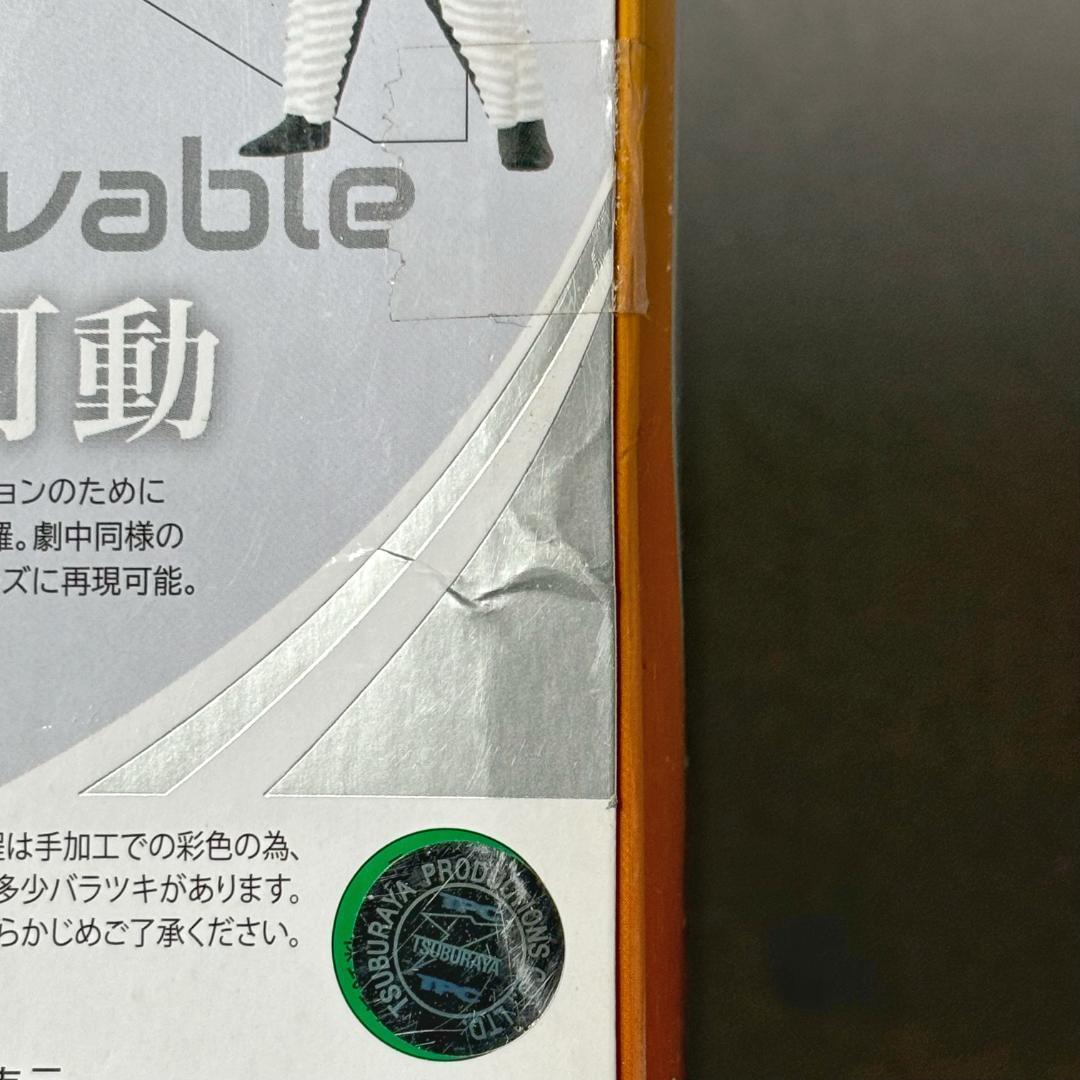 vable
可動
ョンのために
羅。劇中同様の
ズに再現可能。
程は手加工での彩色の為、
多少バラツキがあります。
らかじめご了承ください。
TSUBURAYA PRODUCTIONS CO., LTD.
TPC
TSUBURAYA
TPC